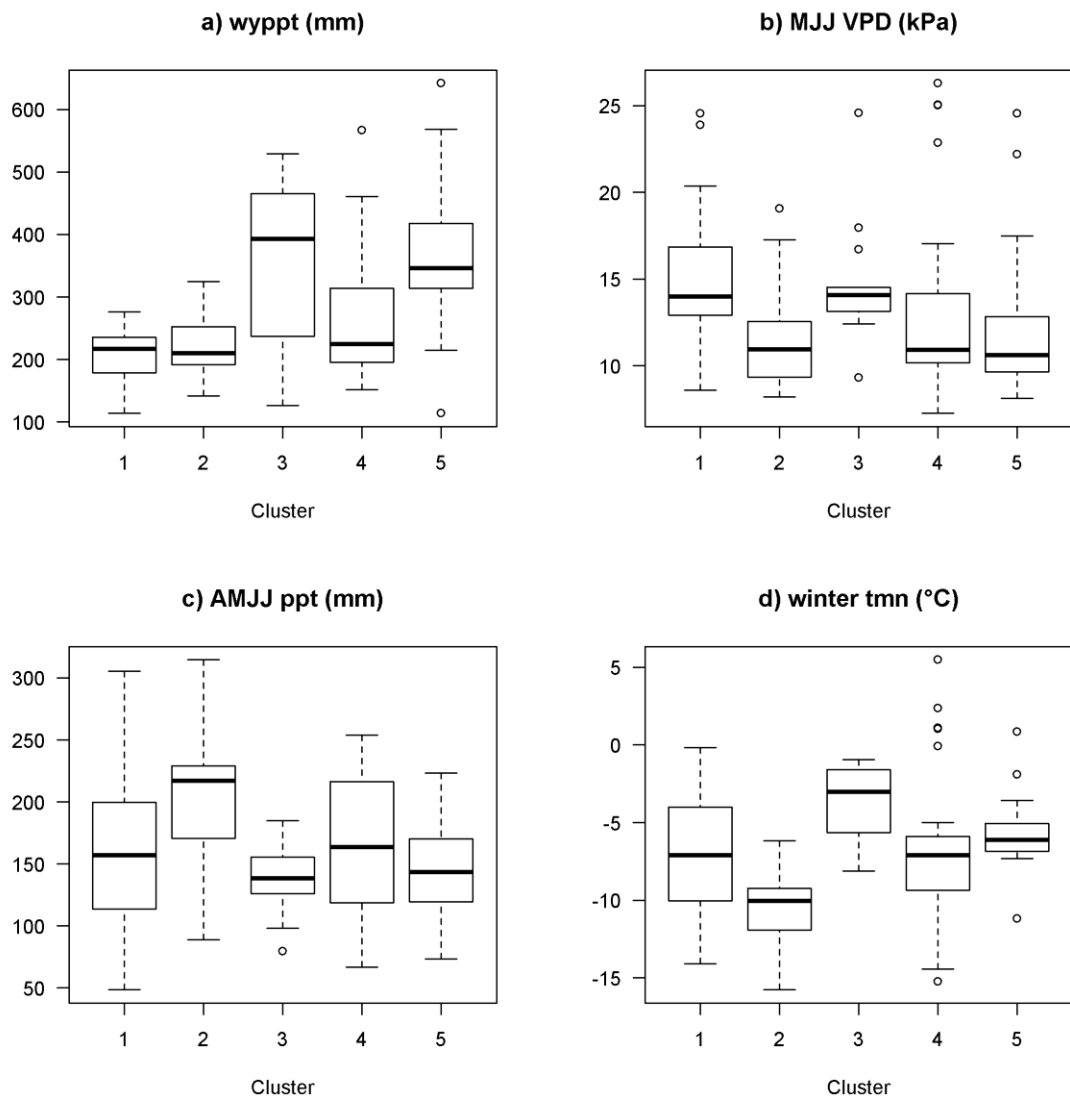 a) wyppt (mm)
600
500
400
300
200
100
1 2 3 4 5
Cluster
b) MJJ VPD (kPa)
25
20
15
10
1 2 3 4 5
Cluster
c) AMJJ ppt (mm)
300
250
200
150
100
50
1 2 3 4 5
Cluster
d) winter tmn (°C)
5
0
-5
-10
-15
1 2 3 4 5
Cluster